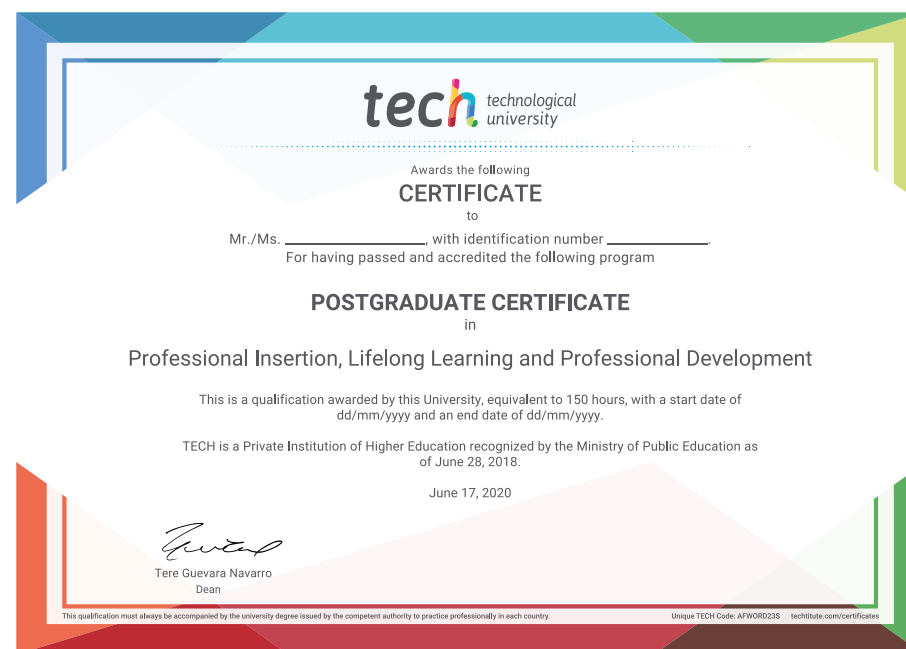 tech technological
university
Awards the following
CERTIFICATE
to
Mr./Ms. ____________________, with identification number ______________.
For having passed and accredited the following program
POSTGRADUATE CERTIFICATE
in
Professional Insertion, Lifelong Learning and Professional Development
This is a qualification awarded by this University, equivalent to 150 hours, with a start date of
dd/mm/yyyy and an end date of dd/mm/yyyy.
TECH is a Private Institution of Higher Education recognized by the Ministry of Public Education as
of June 28, 2018.
June 17, 2020
Tere Guevara Navarro
Dean
This qualification must always be accompanied by the university degree issued by the competent authority to practice professionally in each country. Unique TECH Code: AFWORD23S techtitute.com/certificates